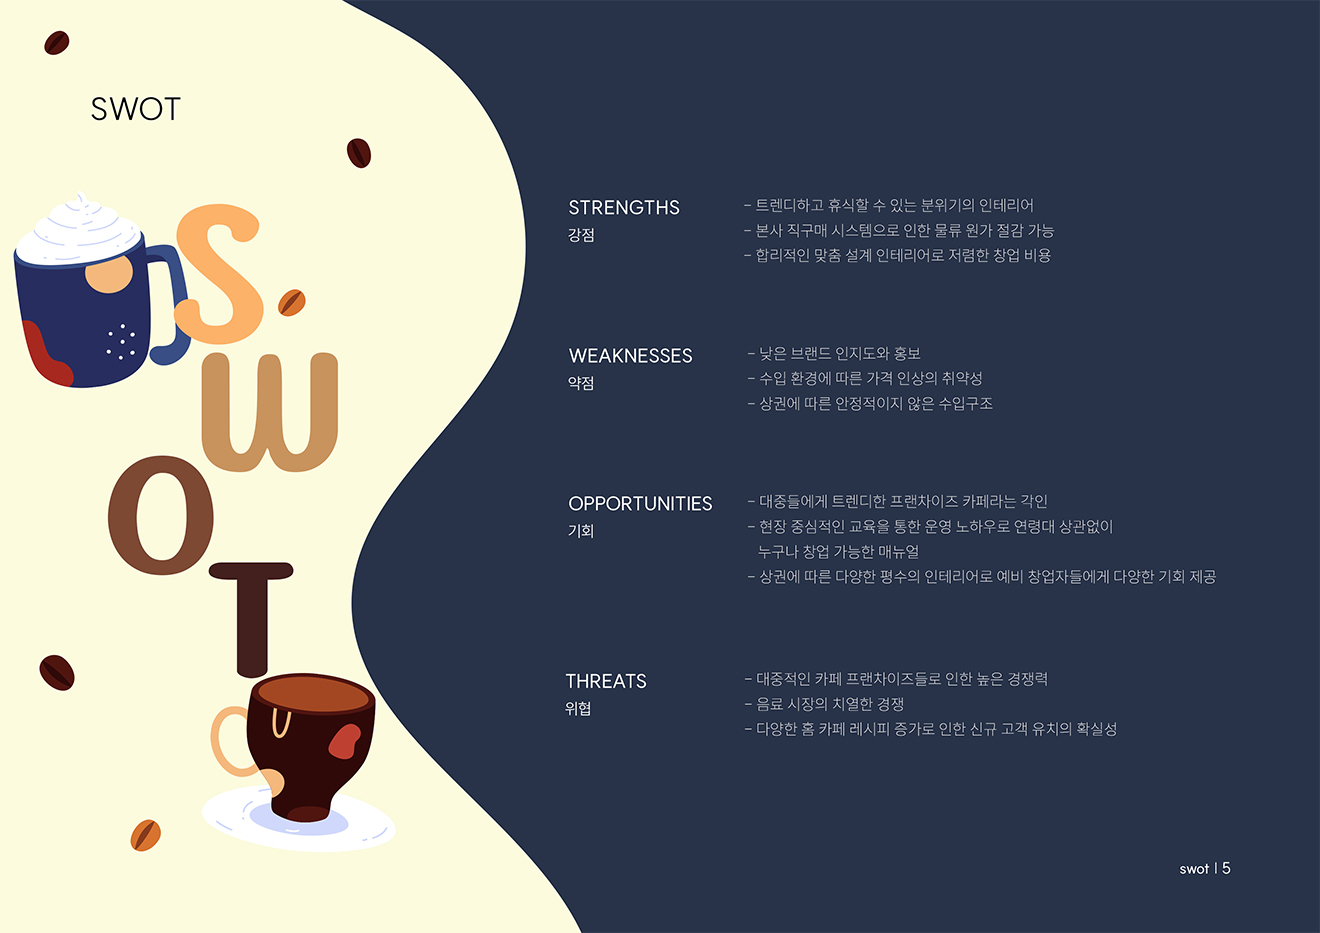 SWOT
S
W
O
T
STRENGTHS
강점
– 트렌디하고 휴식할 수 있는 분위기의 인테리어
– 본사 직구매 시스템으로 인한 물류 원가 절감 가능
– 합리적인 맞춤 설계 인테리어로 저렴한 창업 비용
WEAKNESSES
약점
– 낮은 브랜드 인지도와 홍보
– 수입 환경에 따른 가격 인상의 취약성
– 상권에 따른 안정적이지 않은 수입구조
OPPORTUNITIES
기회
– 대중들에게 트렌디한 프랜차이즈 카페라는 각인
– 현장 중심적인 교육을 통한 운영 노하우로 연령대 상관없이
누구나 창업 가능한 매뉴얼
– 상권에 따른 다양한 평수의 인테리어로 예비 창업자들에게 다양한 기회 제공
THREATS
위협
– 대중적인 카페 프랜차이즈들로 인한 높은 경쟁력
– 음료 시장의 치열한 경쟁
– 다양한 홈 카페 레시피 증가로 인한 신규 고객 유치의 확실성
swot | 5